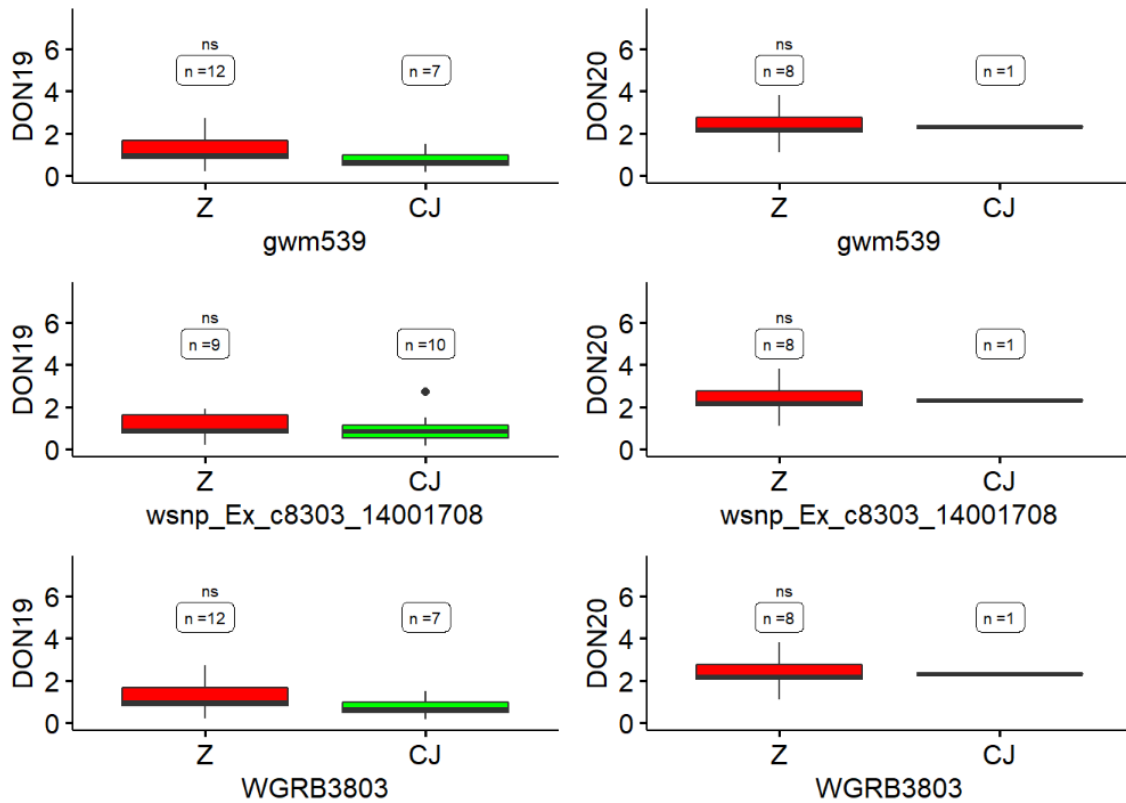 DON19
6
4
2
0
ns
n =12
n =7
Z
CJ
gwm539
DON20
6
4
2
0
ns
n =8
n =1
Z
CJ
gwm539
DON19
6
4
2
0
ns
n =9
n =10
Z
CJ
wsnp_Ex_c8303_14001708
DON20
6
4
2
0
ns
n =8
n =1
Z
CJ
wsnp_Ex_c8303_14001708
DON19
6
4
2
0
ns
n =12
n =7
Z
CJ
WGRB3803
DON20
6
4
2
0
ns
n =8
n =1
Z
CJ
WGRB3803